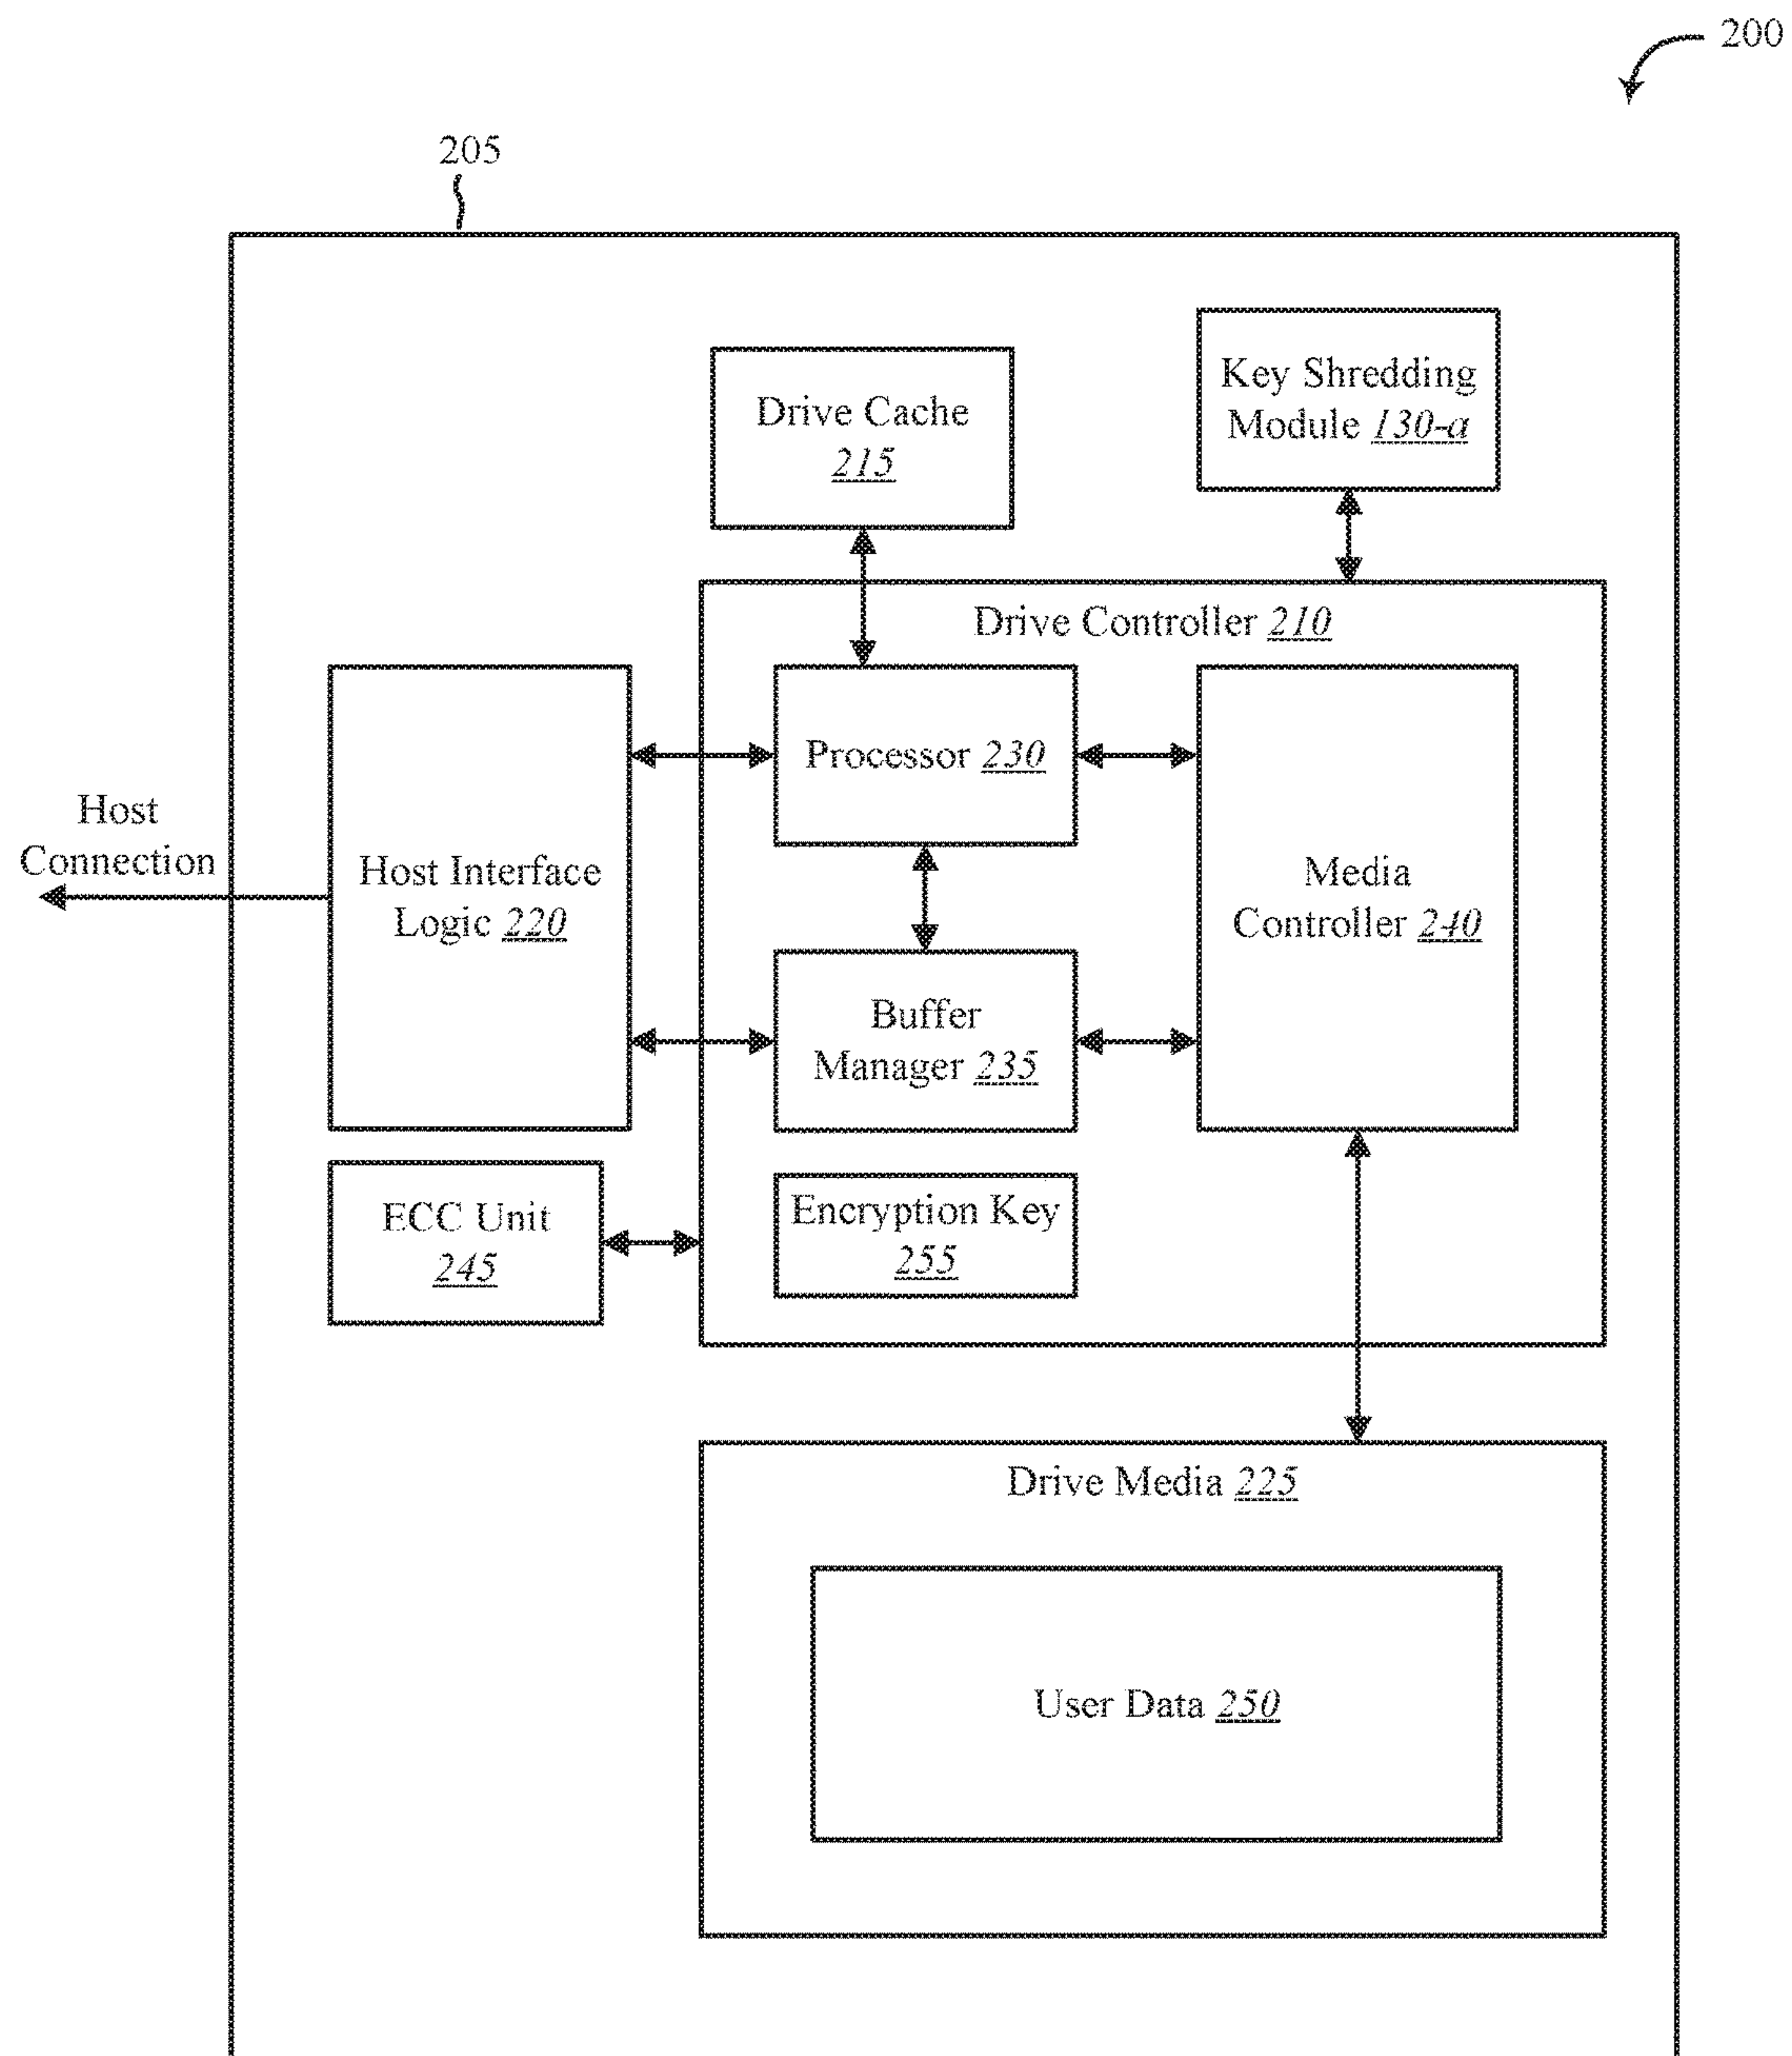 200
205
Key Shredding
Module 130-a
Drive Cache
215
Drive Controller 210
Processor 230
Host
Connection
Host Interface
Logic 220
Media
Controller 240
Buffer
Manager 235
ECC Unit
245
Encryption Key
255
Drive Media 225
User Data 250